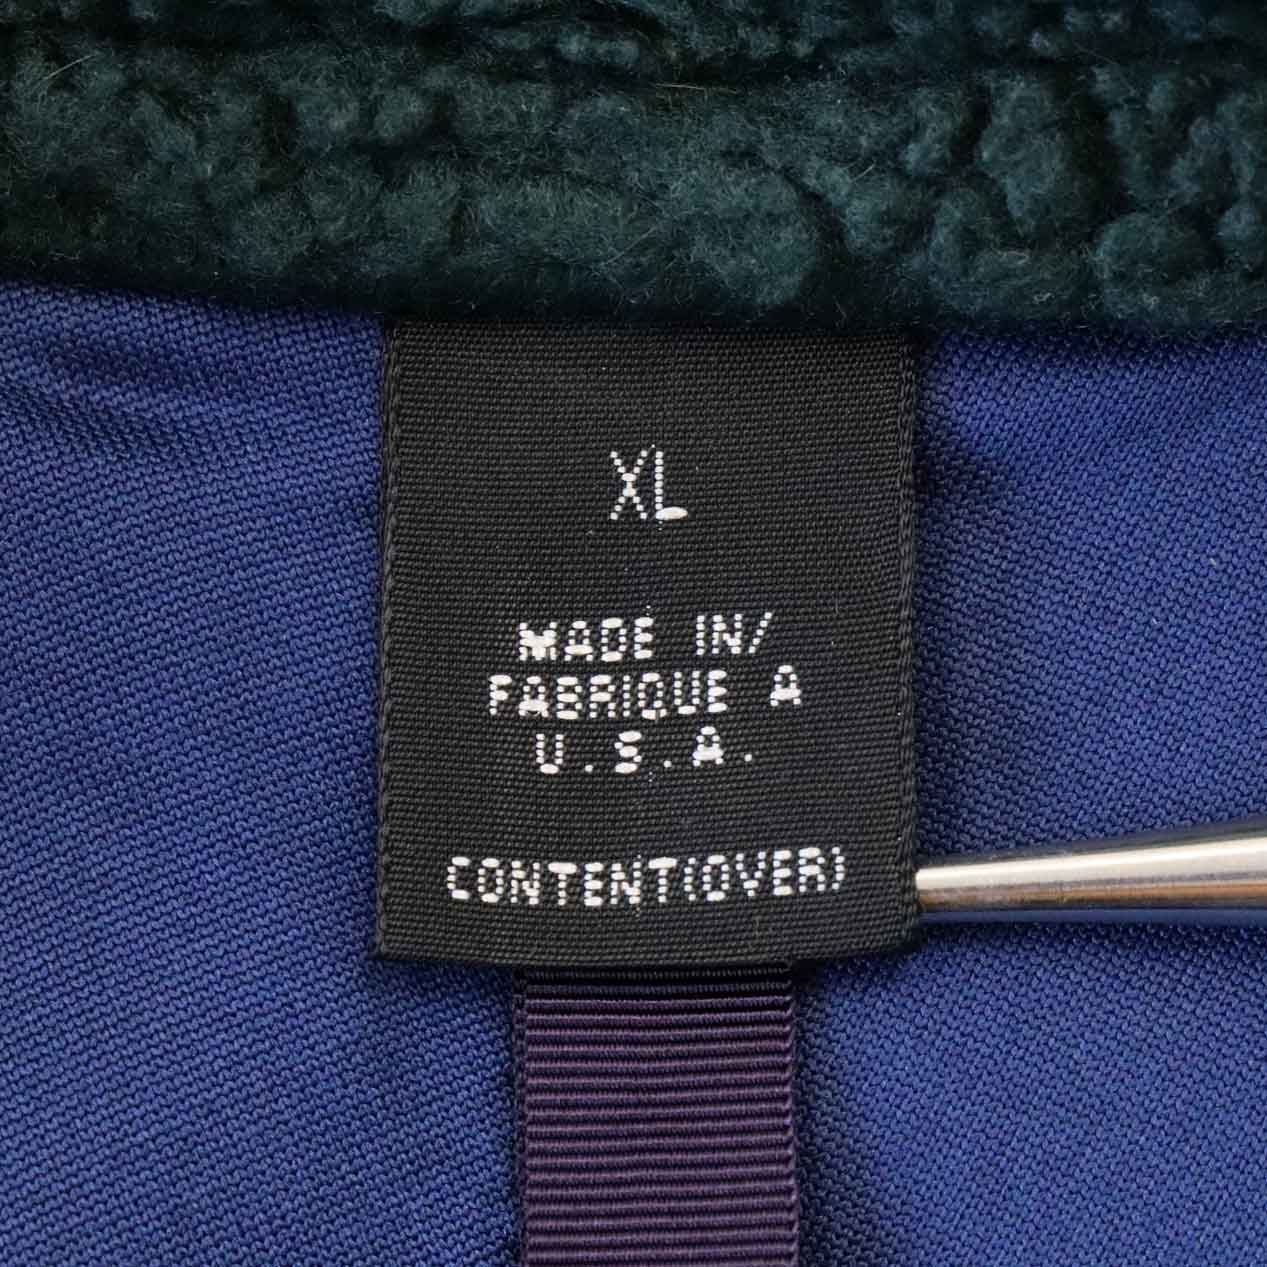 XL
MADE IN/
FABRIQUE A
U.S.A.
CONTENT(OVER)